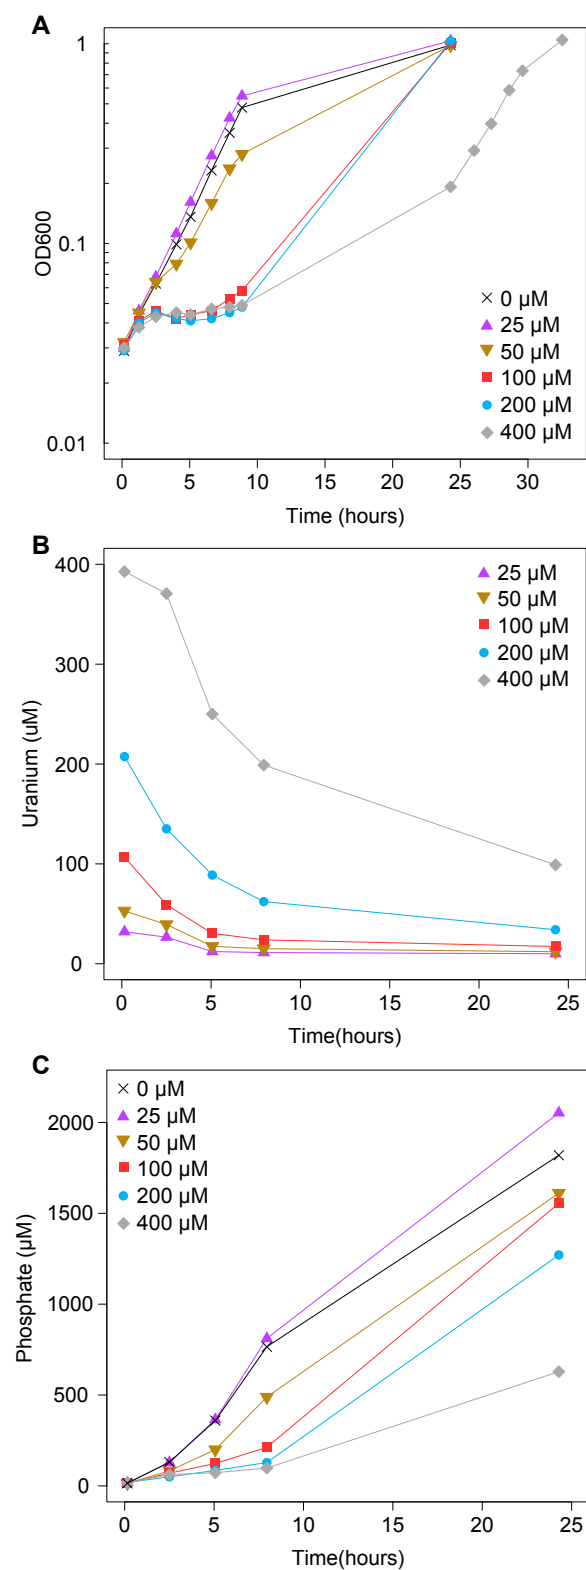 A
1
0.1
0.01
OD600
0 µM
25 µM
50 µM
100 µM
200 µM
400 µM
0 5 10 15 20 25 30
Time (hours)
B
400
300
200
100
0
Uranium (uM)
25 µM
50 µM
100 µM
200 µM
400 µM
0 5 10 15 20 25
Time(hours)
C
2000
1500
1000
500
0
Phosphate (µM)
0 µM
25 µM
50 µM
100 µM
200 µM
400 µM
0 5 10 15 20 25
Time(hours)